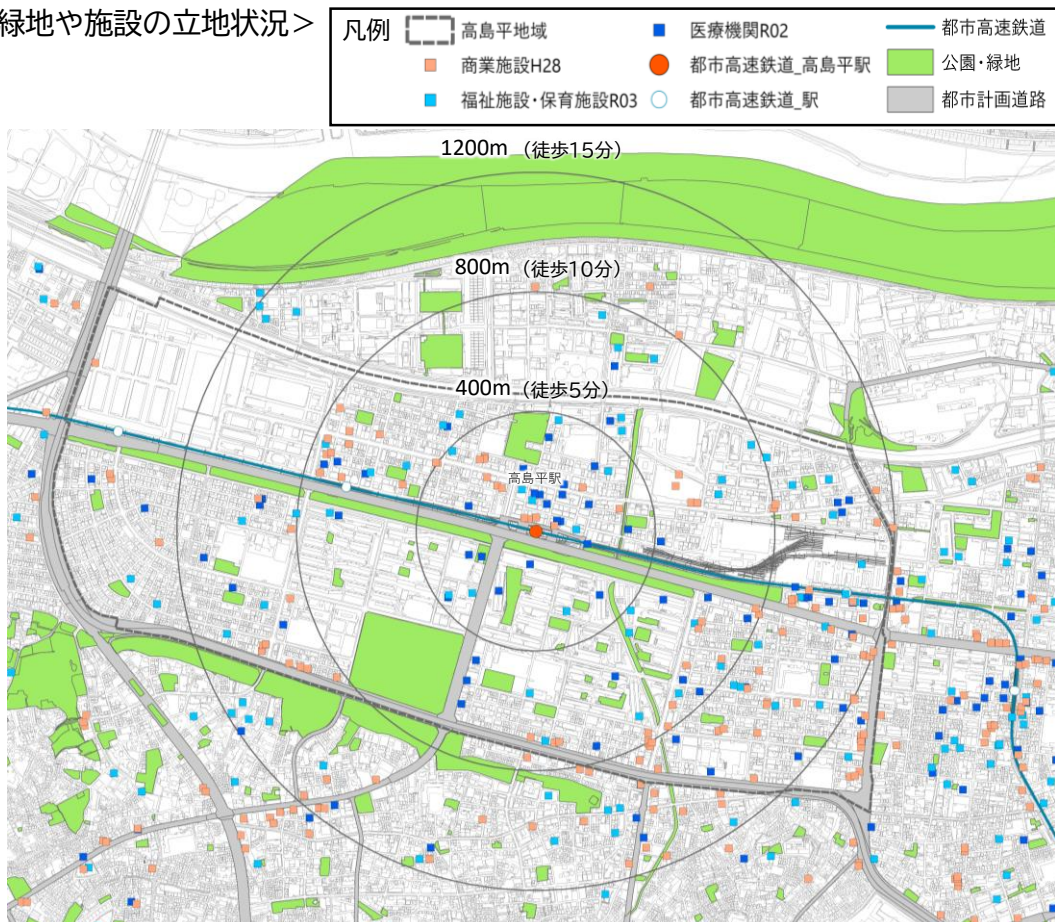 緑地や施設の立地状況>
凡例
高島平地域
医療機関R02
都市高速鉄道
商業施設H28
都市高速鉄道_高島平駅
公園・緑地
福祉施設・保育施設R03
都市高速鉄道_駅
都市計画道路
1200m（徒歩15分）
800m（徒歩10分）
400m（徒歩5分）
高島平駅